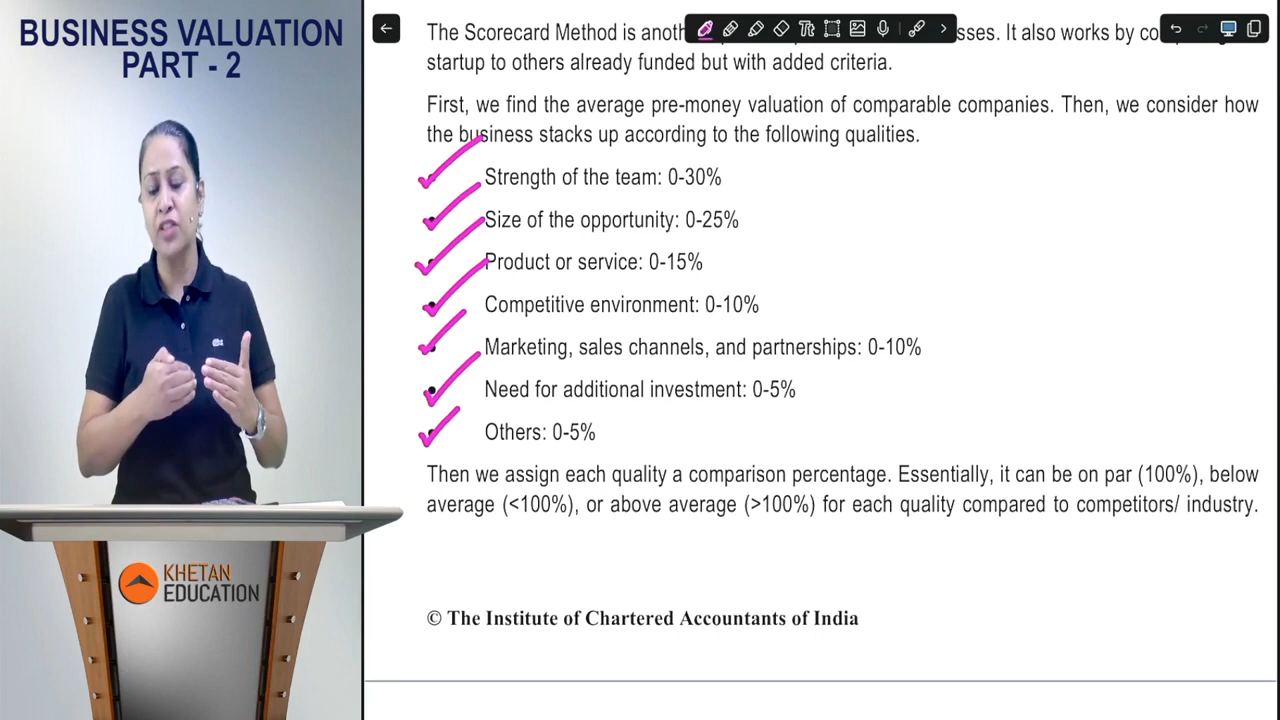 BUSINESS VALUATION
PART - 2
The Scorecard Method is
sses. It also works by
startup to others already funded but with added criteria.
First, we find the average pre-money valuation of comparable companies. Then, we consider how
the business stacks up according to the following qualities.
Strength of the team: 0-30%
Size of the opportunity: 0-25%
Product or service: 0-15%
Competitive environment: 0-10%
Marketing, sales channels, and partnerships: 0-10%
Need for additional investment: 0-5%
Others: 0-5%
Then we assign each quality a comparison percentage. Essentially, it can be on par (100%), below
average (<100%), or above average (>100%) for each quality compared to competitors/ industry.
© The Institute of Chartered Accountants of India
KHETAN
EDUCATION